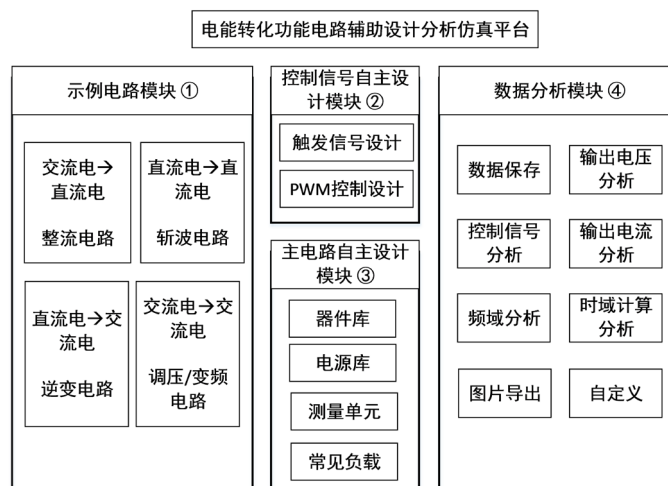 电能转化功能电路辅助设计分析仿真平台
示例电路模块 ①
交流电→
直流电
整流电路
直流电→直
流电
斩波电路
直流电→交
流电
逆变电路
交流电→交
流电
调压/变频
电路
控制信号自主设
计模块 ②
触发信号设计
PWM控制设计
主电路自主设计
模块 ③
器件库
电源库
测量单元
常见负载
数据分析模块 ④
数据保存
输出电压
分析
控制信号
分析
输出电流
分析
频域分析
时域计算
分析
图片导出
自定义